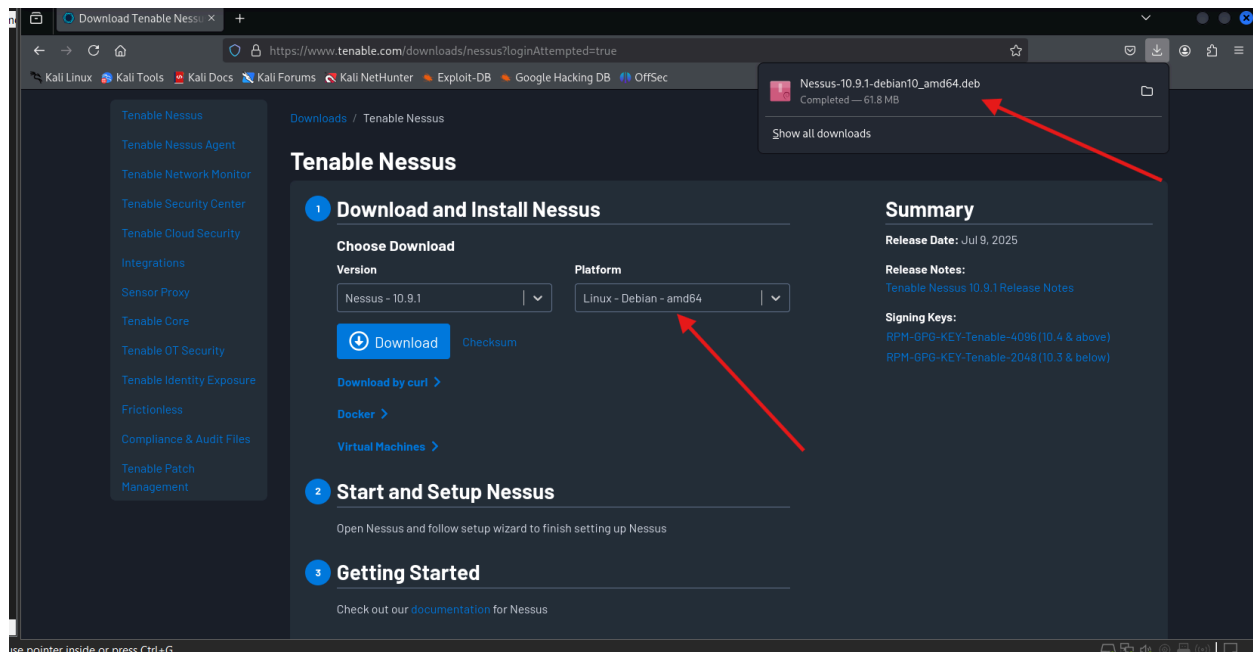 Download Tenable Nessu
https://www.tenable.com/downloads/nessus?loginAttempted=true
Kali Linux Kali Tools Kali Docs Kali Forums Kali NetHunter Exploit-DB Google Hacking DB OffSec
Nessus-10.9.1-debian10_amd64.deb
Completed — 61.8 MB
Show all downloads
Tenable Nessus
Tenable Nessus Agent
Tenable Network Monitor
Tenable Security Center
Tenable Cloud Security
Integrations
Sensor Proxy
Tenable Core
Tenable OT Security
Tenable Identity Exposure
Frictionless
Compliance & Audit Files
Tenable Patch
Management
Downloads / Tenable Nessus
Tenable Nessus
1 Download and Install Nessus
Choose Download
Version Platform
Nessus - 10.9.1 Linux - Debian - amd64
Download Checksum
Download by curl
Docker
Virtual Machines
2 Start and Setup Nessus
Open Nessus and follow setup wizard to finish setting up Nessus
3 Getting Started
Check out our documentation for Nessus
Summary
Release Date: Jul 9, 2025
Release Notes:
Tenable Nessus 10.9.1 Release Notes
Signing Keys:
RPM-GPG-KEY-Tenable-4096 (10.4 & above)
RPM-GPG-KEY-Tenable-2048 (10.3 & below)
pointer inside or press Ctrl+G